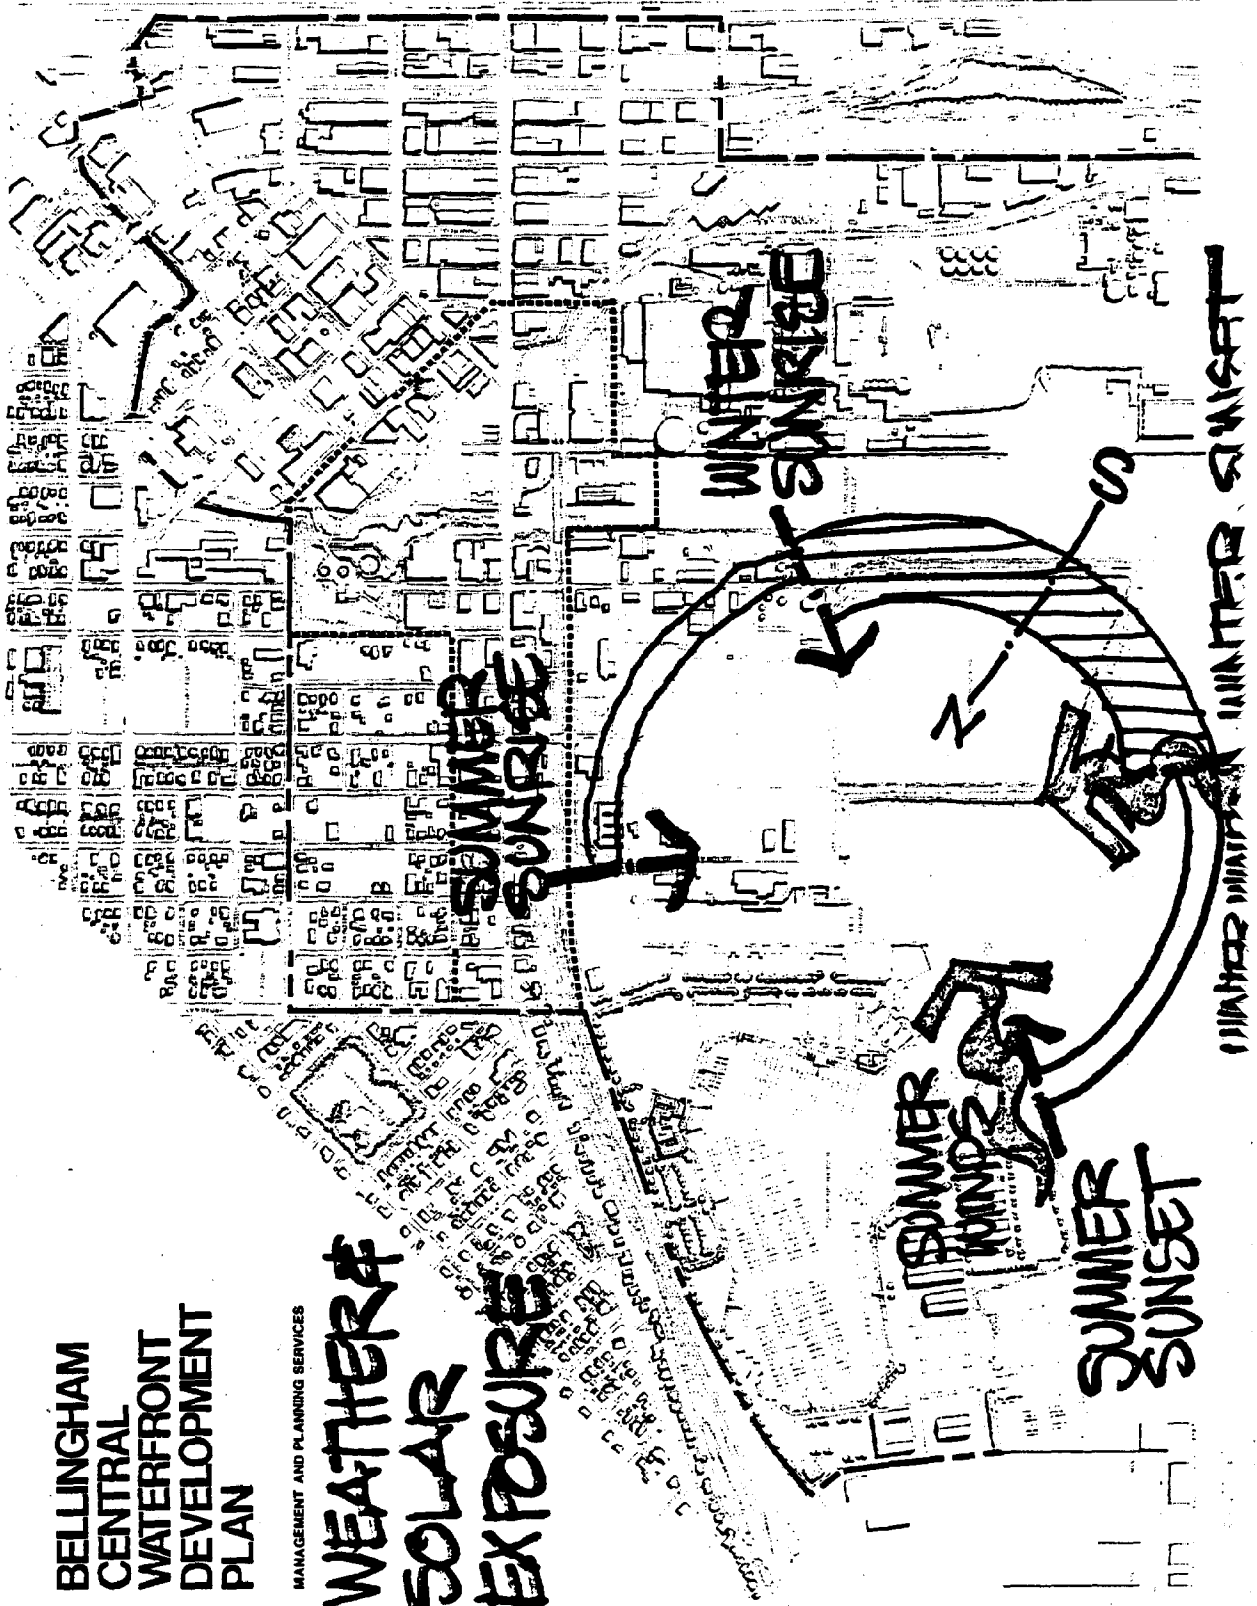 BELLINGHAM
CENTRAL
WATERFRONT
DEVELOPMENT
PLAN
MANAGEMENT AND PLANNING SERVICES
WEATHER &
SOLAR
EXPOSURE
SUMMER
SUNRISE
WINTER
SUNRISE
SUMMER
WINDS
SUMMER
SUNSET
N
S
WINTER SUNSET